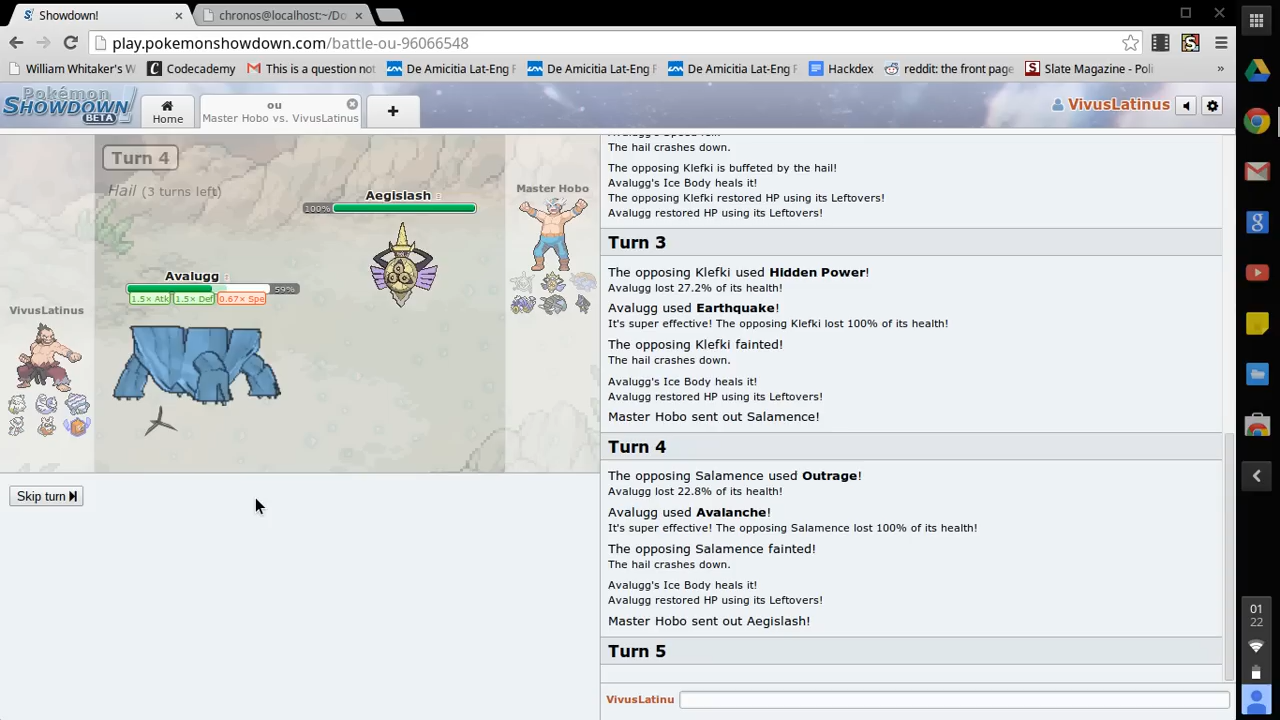 Showdown!
chronos@localhost:~/Do
play.pokemonshowdown.com/battle-ou-96066548
William Whitaker's W
Codecademy
This is a question not
De Amicitia Lat-Eng F
De Amicitia Lat-Eng F
De Amicitia Lat-Eng F
Hackdex
reddit: the front page
Slate Magazine - Poli
»
Pokémon
SHOWDOWN
BETA
Home
ou
Master Hobo vs. VivusLatinus
+
VivusLatinus
Turn 4
Hail (3 turns left)
Aegislash
100%
Master Hobo
Avalugg
59%
1.5× Atk 1.5× Def 0.67× Spe
VivusLatinus
Skip turn
The hail crashes down.
The opposing Klefki is buffeted by the hail!
Avalugg's Ice Body heals it!
The opposing Klefki restored HP using its Leftovers!
Avalugg restored HP using its Leftovers!
Turn 3
The opposing Klefki used Hidden Power!
Avalugg lost 27.2% of its health!
Avalugg used Earthquake!
It's super effective! The opposing Klefki lost 100% of its health!
The opposing Klefki fainted!
The hail crashes down.
Avalugg's Ice Body heals it!
Avalugg restored HP using its Leftovers!
Master Hobo sent out Salamence!
Turn 4
The opposing Salamence used Outrage!
Avalugg lost 22.8% of its health!
Avalugg used Avalanche!
It's super effective! The opposing Salamence lost 100% of its health!
The opposing Salamence fainted!
The hail crashes down.
Avalugg's Ice Body heals it!
Avalugg restored HP using its Leftovers!
Master Hobo sent out Aegislash!
Turn 5
VivusLatinu
01
22